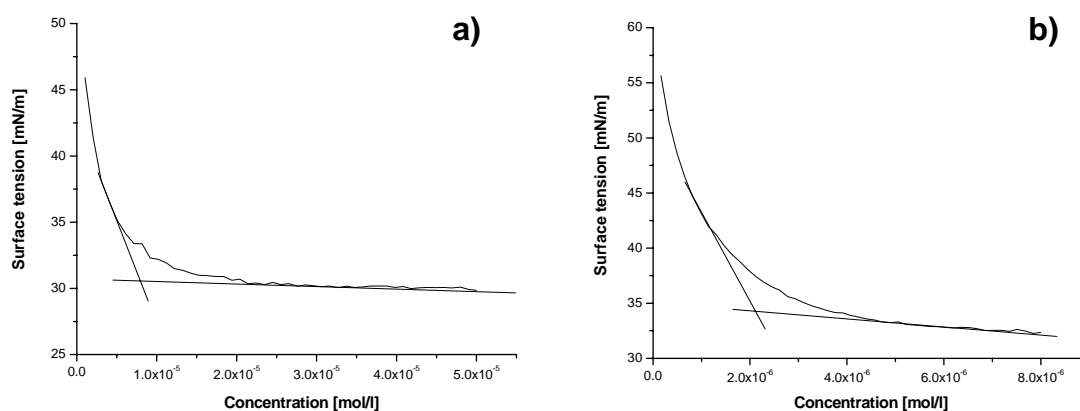 a)
50
45
40
35
30
25
Surface tension [mN/m]
0.0
1.0x10⁻⁵
2.0x10⁻⁵
3.0x10⁻⁵
4.0x10⁻⁵
5.0x10⁻⁵
Concentration [mol/l]
b)
60
55
50
45
40
35
30
Surface tension [mN/m]
0.0
2.0x10⁻⁶
4.0x10⁻⁶
6.0x10⁻⁶
8.0x10⁻⁶
Concentration [mol/l]